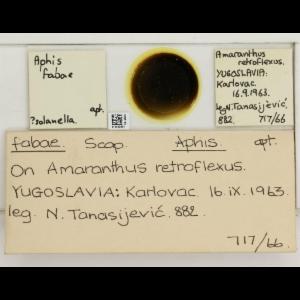 Aphis
fabae
apt.
?solanella.
Amaranthus
retroflexus.
YUGOSLAVIA:
Karlovac.
16.9.1963.
leg. N. Tanasijević.
882. 717/66
fabae. Scop. Aphis. apt.
On Amaranthus retroflexus.
YUGOSLAVIA: Karlovac. 16.ix.1963.
leg. N. Tanasijević. 882.
717/66.